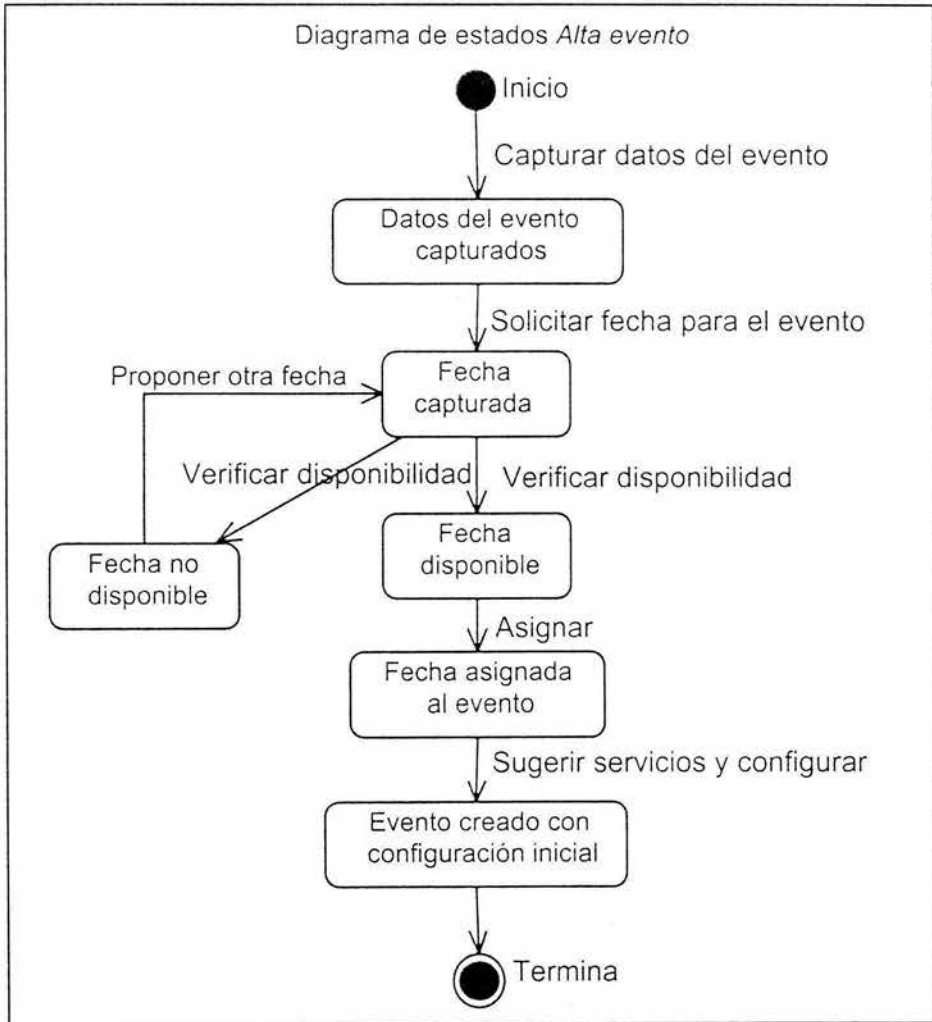 Diagrama de estados Alta evento
Inicio
Capturar datos del evento
Datos del evento
capturados
Solicitar fecha para el evento
Proponer otra fecha
Fecha
capturada
Verificar disponibilidad
Verificar disponibilidad
Fecha
disponible
Fecha no
disponible
Asignar
Fecha asignada
al evento
Sugerir servicios y configurar
Evento creado con
configuración inicial
Termina